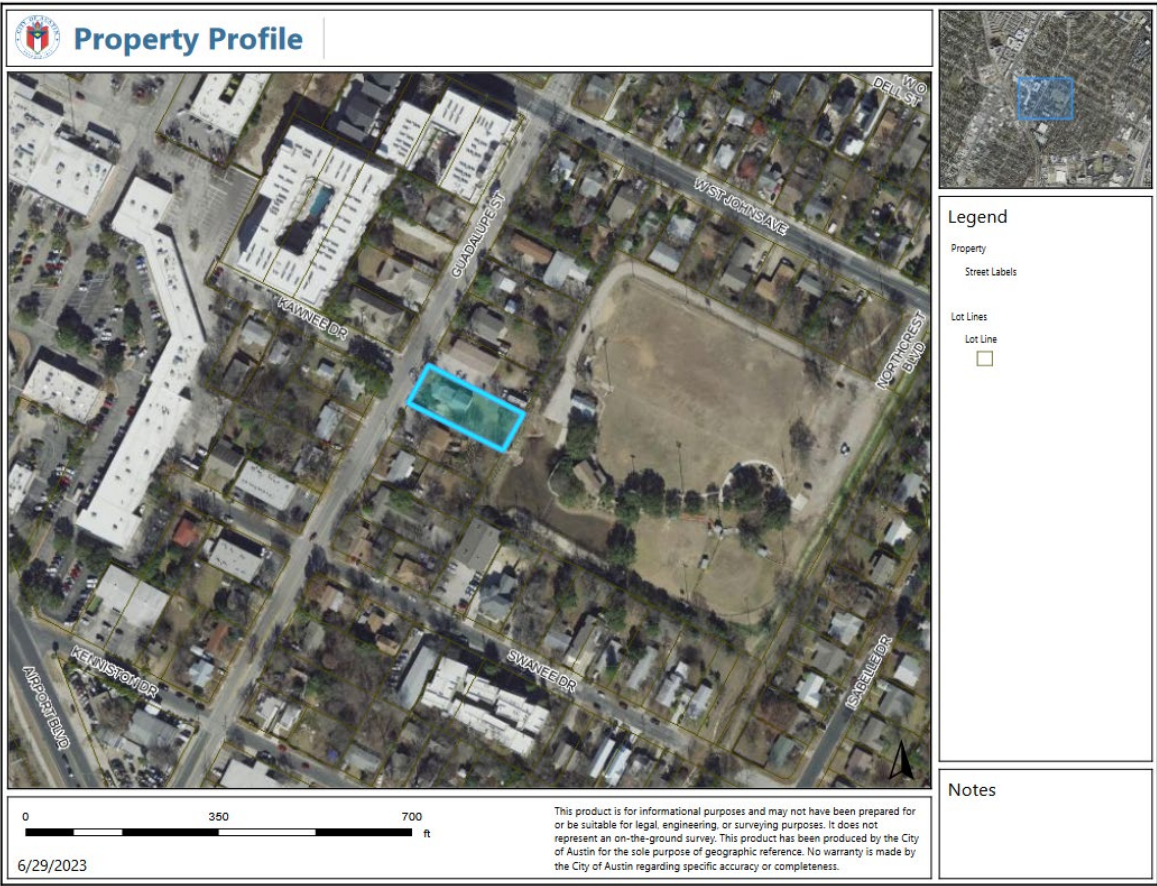 Property Profile
W O
DELL ST
W ST JOHNS AVE
GUADALUPE ST
KAWNEE DR
NORTHCREST
BLVD
SWANEE DR
ISABELLE DR
KENNISTON DR
AIRPORT BLVD
Legend
Property
Street Labels
Lot Lines
Lot Line
Notes
0 350 700
ft
6/29/2023
This product is for informational purposes and may not have been prepared for
or be suitable for legal, engineering, or surveying purposes. It does not
represent an on-the-ground survey. This product has been produced by the City
of Austin for the sole purpose of geographic reference. No warranty is made by
the City of Austin regarding specific accuracy or completeness.